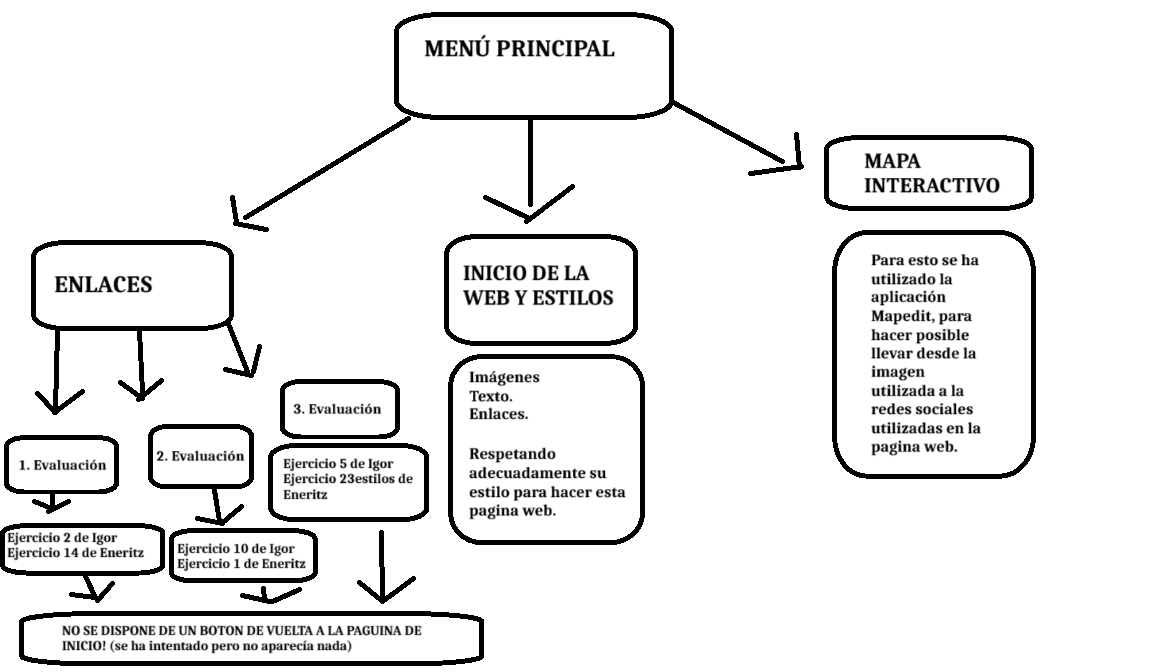 MENÚ PRINCIPAL
MAPA
INTERACTIVO
Para esto se ha
utilizado la
aplicación
Mapedit, para
hacer posible
llevar desde la
imagen
utilizada a la
redes sociales
utilizadas en la
pagina web.
INICIO DE LA
WEB Y ESTILOS
Imágenes
Texto.
Enlaces.
Respetando
adecuadamente su
estilo para hacer esta
pagina web.
ENLACES
1. Evaluación
2. Evaluación
3. Evaluación
Ejercicio 2 de Igor
Ejercicio 14 de Eneritz
Ejercicio 10 de Igor
Ejercicio 1 de Eneritz
Ejercicio 5 de Igor
Ejercicio 23estilos de
Eneritz
NO SE DISPONE DE UN BOTON DE VUELTA A LA PAGUINA DE
INICIO! (se ha intentado pero no aparecía nada)